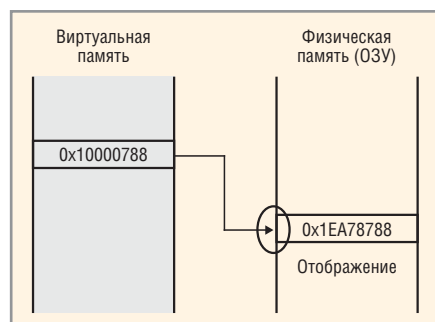 Виртуальная
память
Физическая
память (ОЗУ)
0x10000788
0x1EA78788
Отображение